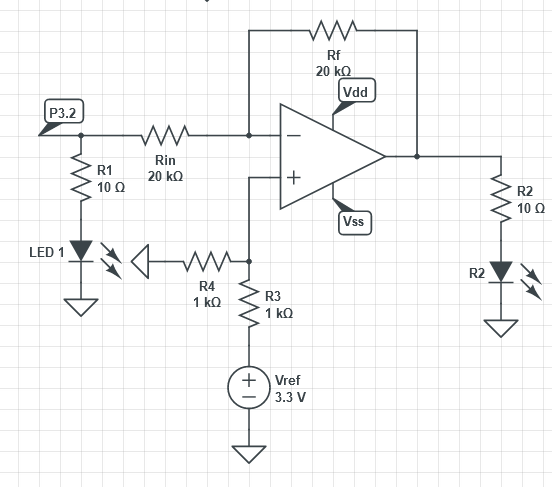 Rf
20 kΩ
Vdd
P3.2
Rin
20 kΩ
R1
10 Ω
R2
10 Ω
Vss
LED 1
R2
R4
1 kΩ
R3
1 kΩ
Vref
3.3 V